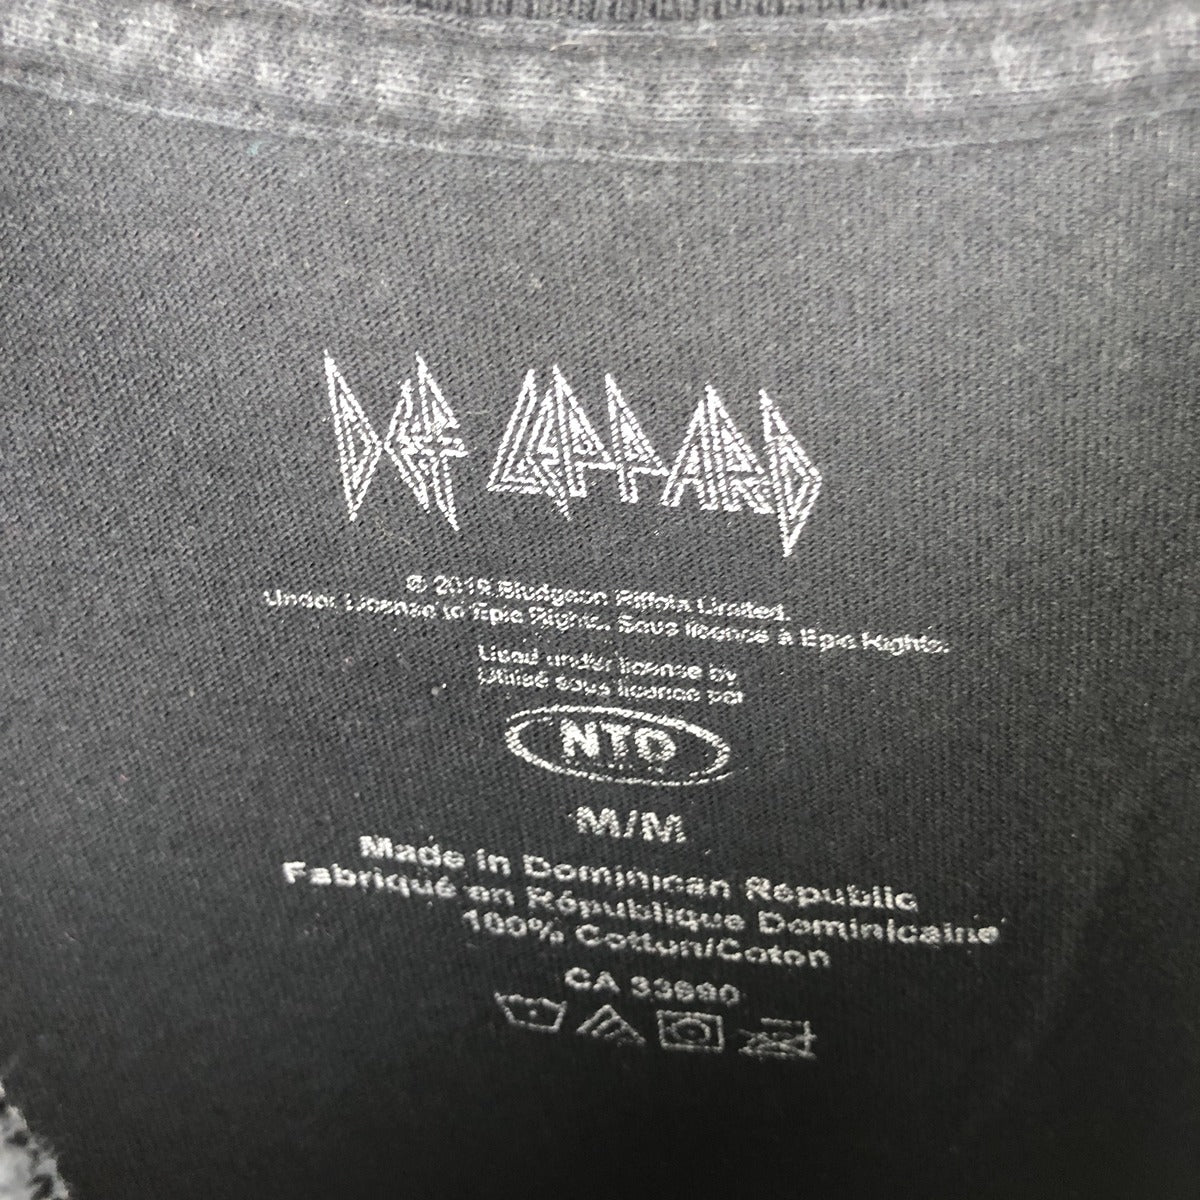 DEF LEPPARD
© 2019 Bludgeon Riffola Limited.
Under License to Epic Rights. Sous licence à Epic Rights.
Used under license by
Utilisé sous licence par
NTD
M/M
Made in Dominican Republic
Fabriqué en République Dominicaine
100% Cotton/Coton
CA 33990